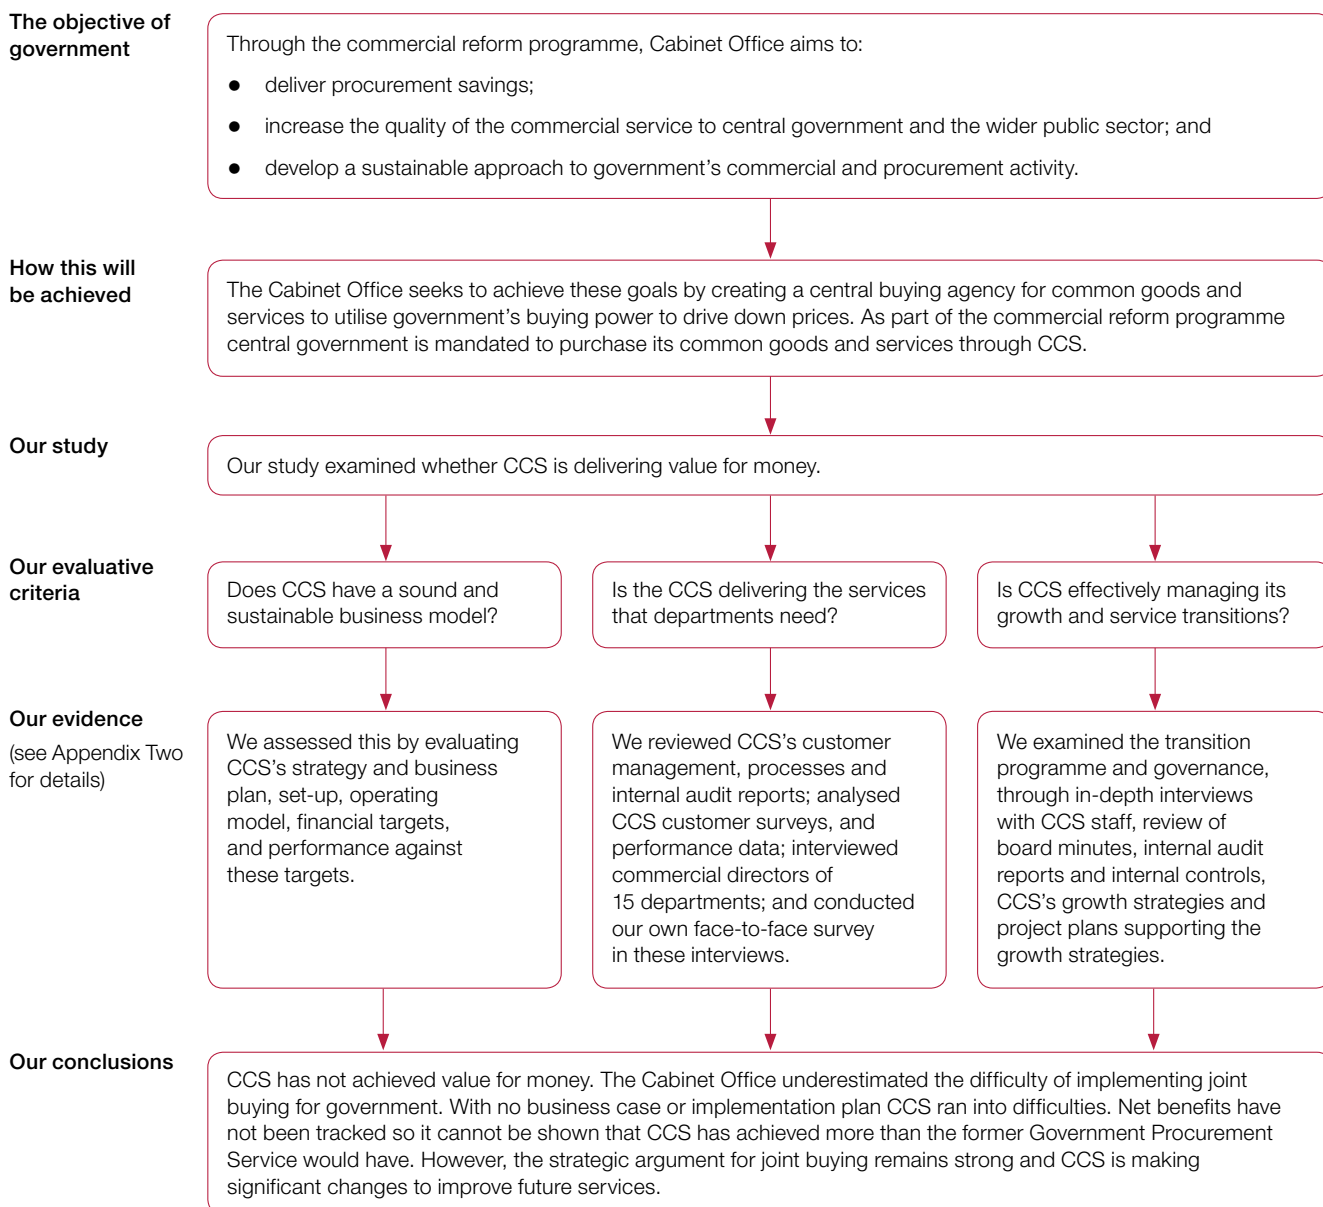 The objective of
government
Through the commercial reform programme, Cabinet Office aims to:
● deliver procurement savings;
● increase the quality of the commercial service to central government and the wider public sector; and
● develop a sustainable approach to government’s commercial and procurement activity.
How this will
be achieved
The Cabinet Office seeks to achieve these goals by creating a central buying agency for common goods and
services to utilise government’s buying power to drive down prices. As part of the commercial reform programme
central government is mandated to purchase its common goods and services through CCS.
Our study
Our study examined whether CCS is delivering value for money.
Our evaluative
criteria
Does CCS have a sound and
sustainable business model?
Is the CCS delivering the services
that departments need?
Is CCS effectively managing its
growth and service transitions?
Our evidence
(see Appendix Two
for details)
We assessed this by evaluating
CCS’s strategy and business
plan, set-up, operating
model, financial targets,
and performance against
these targets.
We reviewed CCS’s customer
management, processes and
internal audit reports; analysed
CCS customer surveys, and
performance data; interviewed
commercial directors of
15 departments; and conducted
our own face-to-face survey
in these interviews.
We examined the transition
programme and governance,
through in-depth interviews
with CCS staff, review of
board minutes, internal audit
reports and internal controls,
CCS’s growth strategies and
project plans supporting the
growth strategies.
Our conclusions
CCS has not achieved value for money. The Cabinet Office underestimated the difficulty of implementing joint
buying for government. With no business case or implementation plan CCS ran into difficulties. Net benefits have
not been tracked so it cannot be shown that CCS has achieved more than the former Government Procurement
Service would have. However, the strategic argument for joint buying remains strong and CCS is making
significant changes to improve future services.